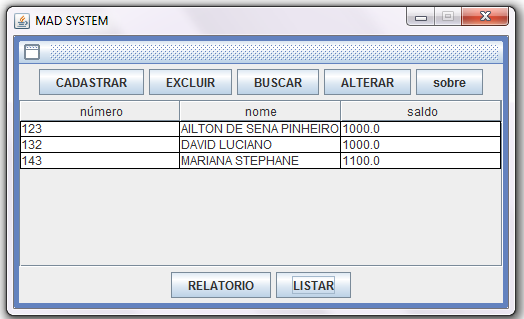 MAD SYSTEM
CADASTRAR EXCLUIR BUSCAR ALTERAR sobre
número nome saldo
123 AILTON DE SENA PINHEIRO 1000.0
132 DAVID LUCIANO 1000.0
143 MARIANA STEPHANE 1100.0
RELATORIO LISTAR